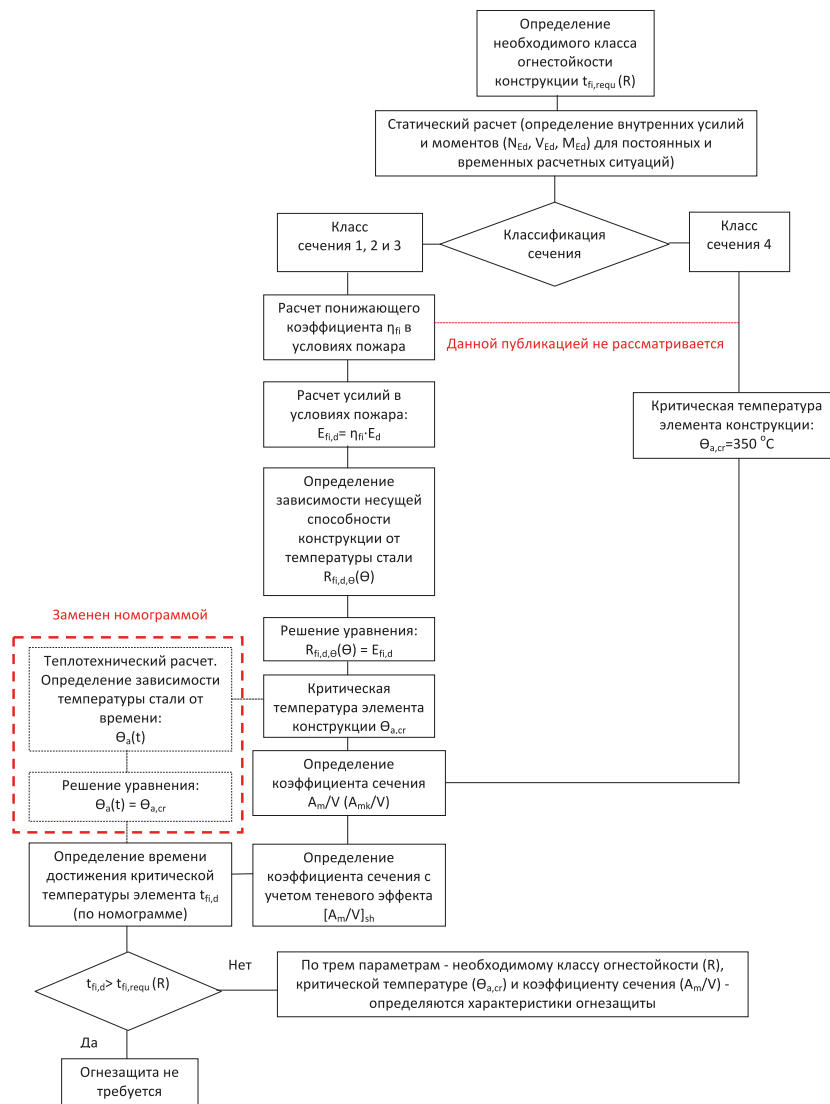 Определение
необходимого класса
огнестойкости
конструкции t_fi,requ (R)
Статический расчет (определение внутренних усилий
и моментов (N_Ed, V_Ed, M_Ed) для постоянных и
временных расчетных ситуаций)
Класс
сечения 1, 2 и 3
Классификация
сечения
Класс
сечения 4
Расчет понижающего
коэффициента η_fi в
условиях пожара
Данной публикацией не рассматривается
Расчет усилий в
условиях пожара:
E_fi,d= η_fi·E_d
Критическая температура
элемента конструкции:
Ө_a,cr=350 °C
Определение
зависимости несущей
способности
конструкции от
температуры стали
R_fi,d,Ө(Ө)
Заменен номограммой
Решение уравнения:
R_fi,d,Ө(Ө) = E_fi,d
Теплотехнический расчет.
Определение зависимости
температуры стали от
времени:
Ө_a(t)
Критическая
температура элемента
конструкции Ө_a,cr
Решение уравнения:
Ө_a(t) = Ө_a,cr
Определение
коэффициента сечения
A_m/V (A_mk/V)
Определение времени
достижения критической
температуры элемента t_fi,d
(по номограмме)
Определение
коэффициента сечения с
учетом теневого эффекта
[A_m/V]_sh
t_fi,d> t_fi,requ (R)
Нет
По трем параметрам - необходимому классу огнестойкости (R),
критической температуре (Ө_a,cr) и коэффициенту сечения (A_m/V) -
определяются характеристики огнезащиты
Да
Огнезащита не
требуется